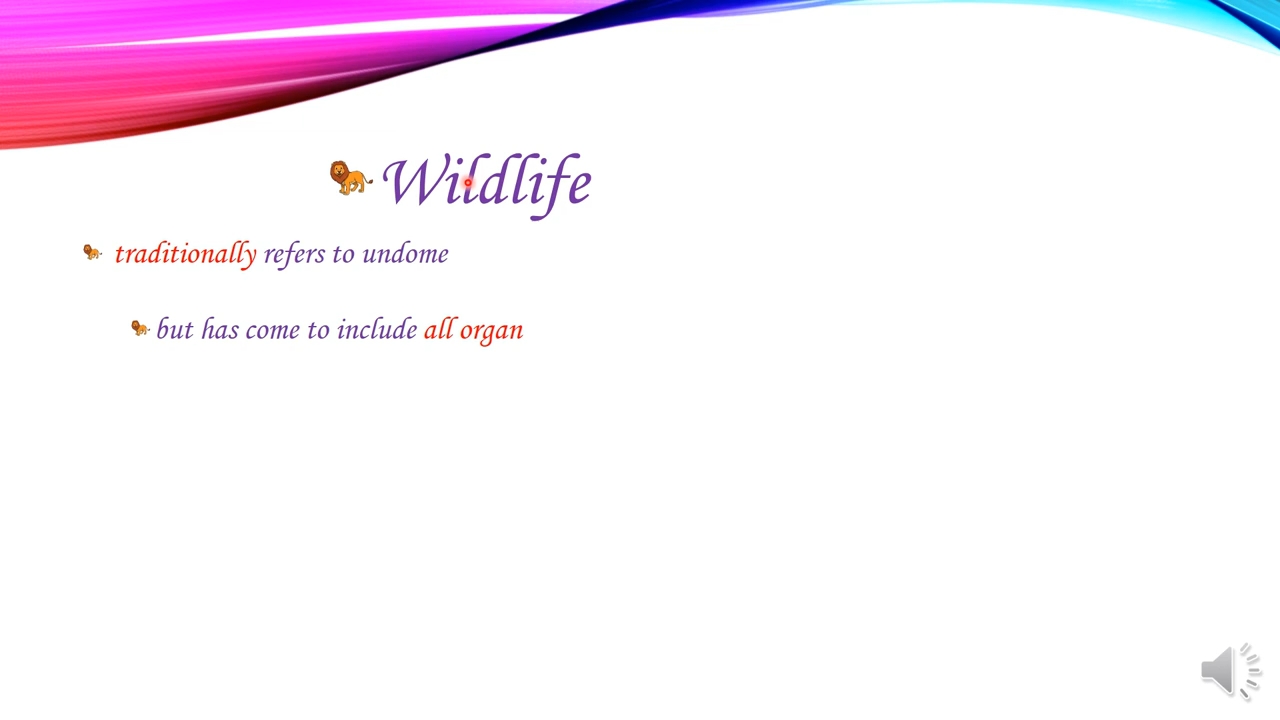 Wildlife
traditionally refers to undome
but has come to include all organ